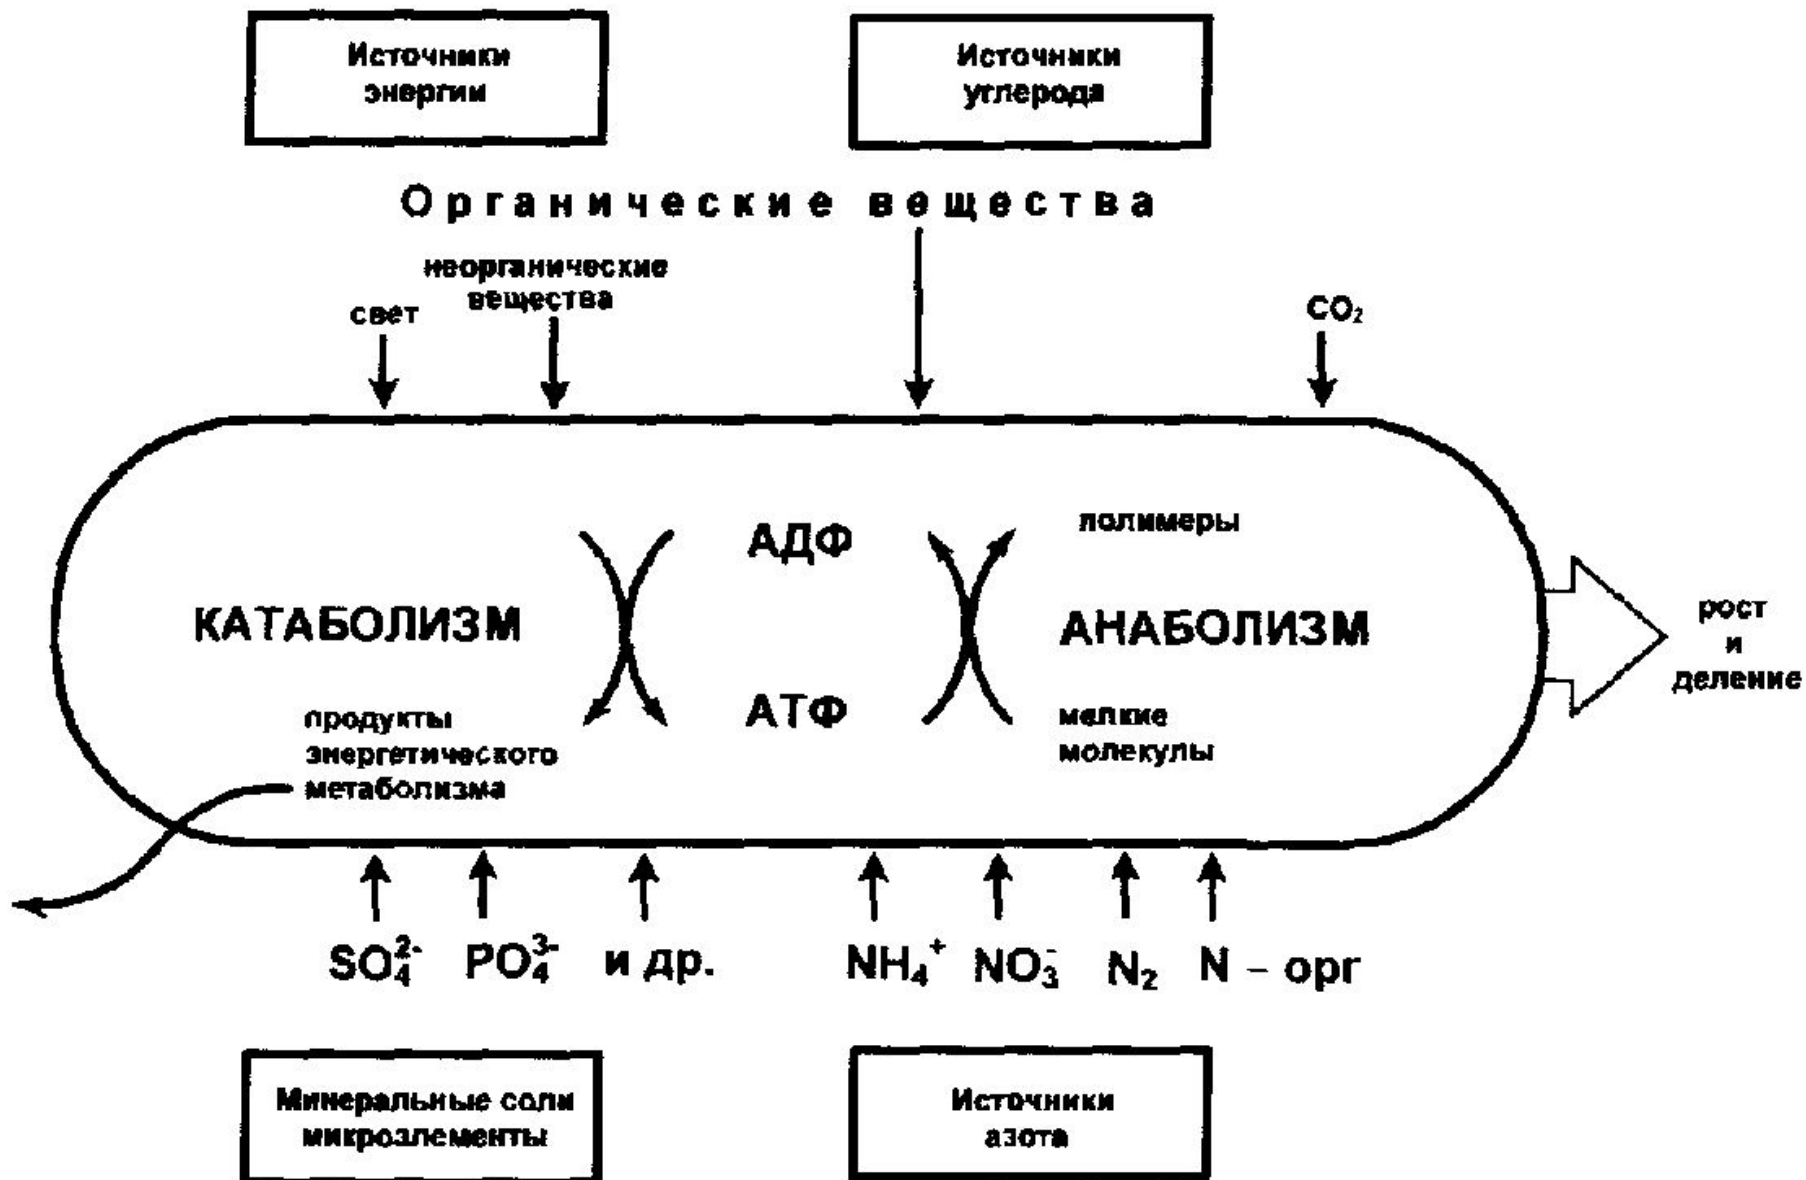 Источники
энергии
Источники
углерода
Органические вещества
неорганические
вещества
свет
CO₂
АДФ
полимеры
КАТАБОЛИЗМ
АНАБОЛИЗМ
рост
и
деление
АТФ
продукты
энергетического
метаболизма
мелкие
молекулы
SO₄²⁻ PO₄³⁻ и др. NH₄⁺ NO₃⁻ N₂ N – орг
Минеральные соли
микроэлементы
Источники
азота